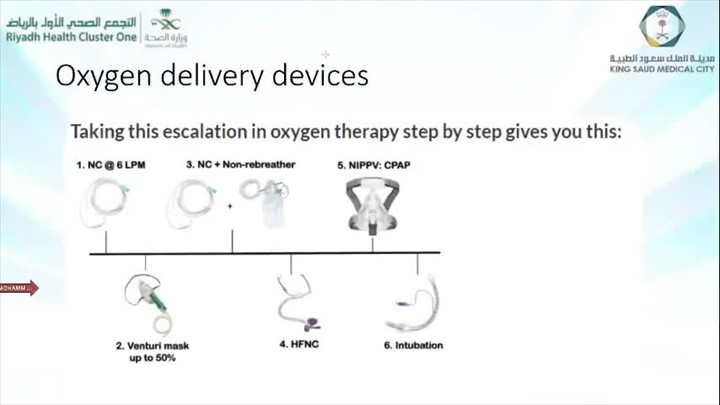 التجمع الصحي الأول بالرياض
Riyadh Health Cluster One
وزارة الصحة
Ministry of Health
مدينة الملك سعود الطبية
KING SAUD MEDICAL CITY
Oxygen delivery devices
Taking this escalation in oxygen therapy step by step gives you this:
1. NC @ 6 LPM
3. NC + Non-rebreather
5. NIPPV: CPAP
+
MOHAMM...
2. Venturi mask
up to 50%
4. HFNC
6. Intubation